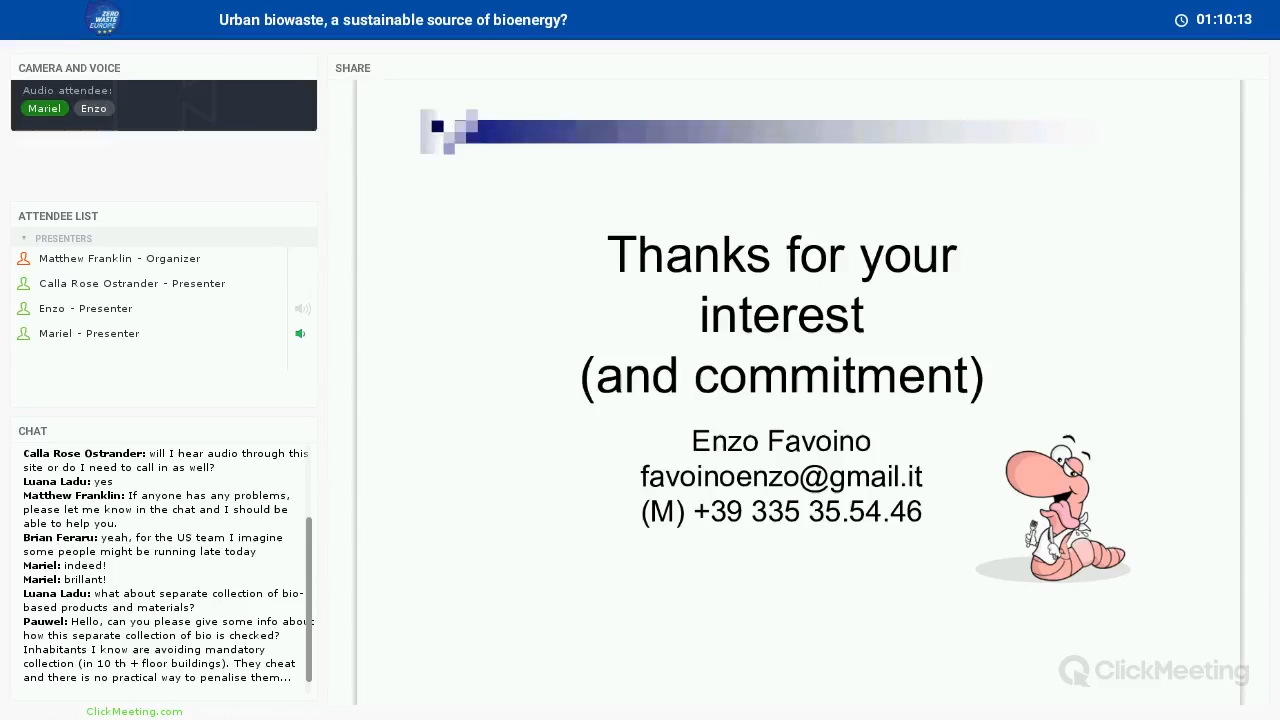 ZERO
WASTE
EUROPE
Urban biowaste, a sustainable source of bioenergy?
01:10:13
CAMERA AND VOICE
Audio attendee:
Mariel
Enzo
ATTENDEE LIST
PRESENTERS
Matthew Franklin - Organizer
Calla Rose Ostrander - Presenter
Enzo - Presenter
Mariel - Presenter
CHAT
Calla Rose Ostrander: will I hear audio through this
site or do I need to call in as well?
Luana Ladu: yes
Matthew Franklin: If anyone has any problems,
please let me know in the chat and I should be
able to help you.
Brian Feraru: yeah, for the US team I imagine
some people might be running late today
Mariel: indeed!
Mariel: brillant!
Luana Ladu: what about separate collection of bio-
based products and materials?
Pauwel: Hello, can you please give some info about
how this separate collection of bio is checked?
Inhabitants I know are avoiding mandatory
collection (in 10 th + floor buildings). They cheat
and there is no practical way to penalise them...
ClickMeeting.com
SHARE
Thanks for your
interest
(and commitment)
Enzo Favoino
favoinoenzo@gmail.it
(M) +39 335 35.54.46
ClickMeeting